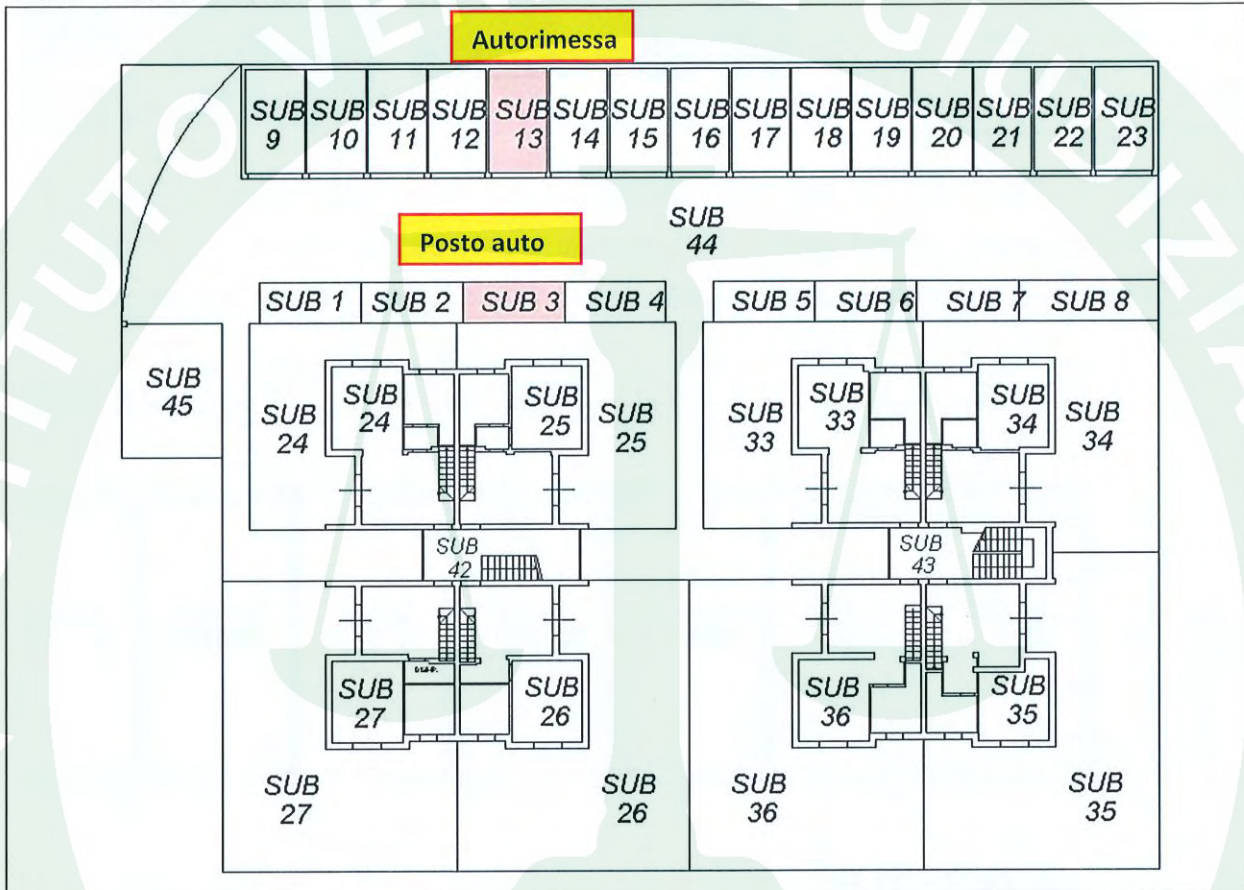 Autorimessa
SUB 9
SUB 10
SUB 11
SUB 12
SUB 13
SUB 14
SUB 15
SUB 16
SUB 17
SUB 18
SUB 19
SUB 20
SUB 21
SUB 22
SUB 23
SUB 44
Posto auto
SUB 1
SUB 2
SUB 3
SUB 4
SUB 5
SUB 6
SUB 7
SUB 8
SUB 45
SUB 24
SUB 24
SUB 25
SUB 25
SUB 33
SUB 33
SUB 34
SUB 34
SUB 42
SUB 43
SUB 27
SUB 26
SUB 36
SUB 35
SUB 27
SUB 26
SUB 36
SUB 35